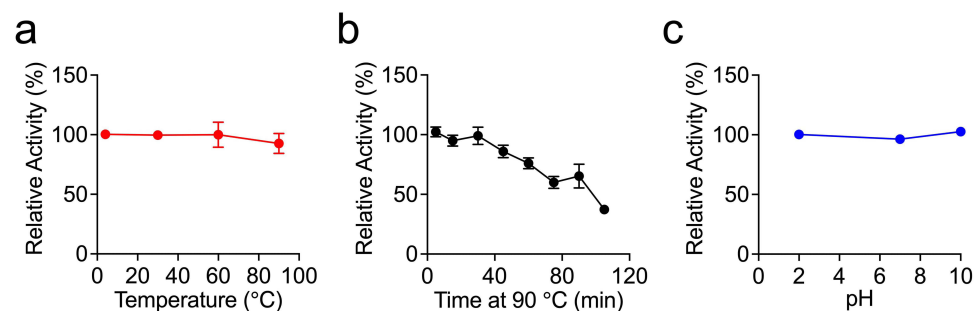 a
Relative Activity (%)
150
100
50
0
0 20 40 60 80 100
Temperature (°C)
b
Relative Activity (%)
150
100
50
0
0 40 80 120
Time at 90 °C (min)
c
Relative Activity (%)
150
100
50
0
0 2 4 6 8 10
pH